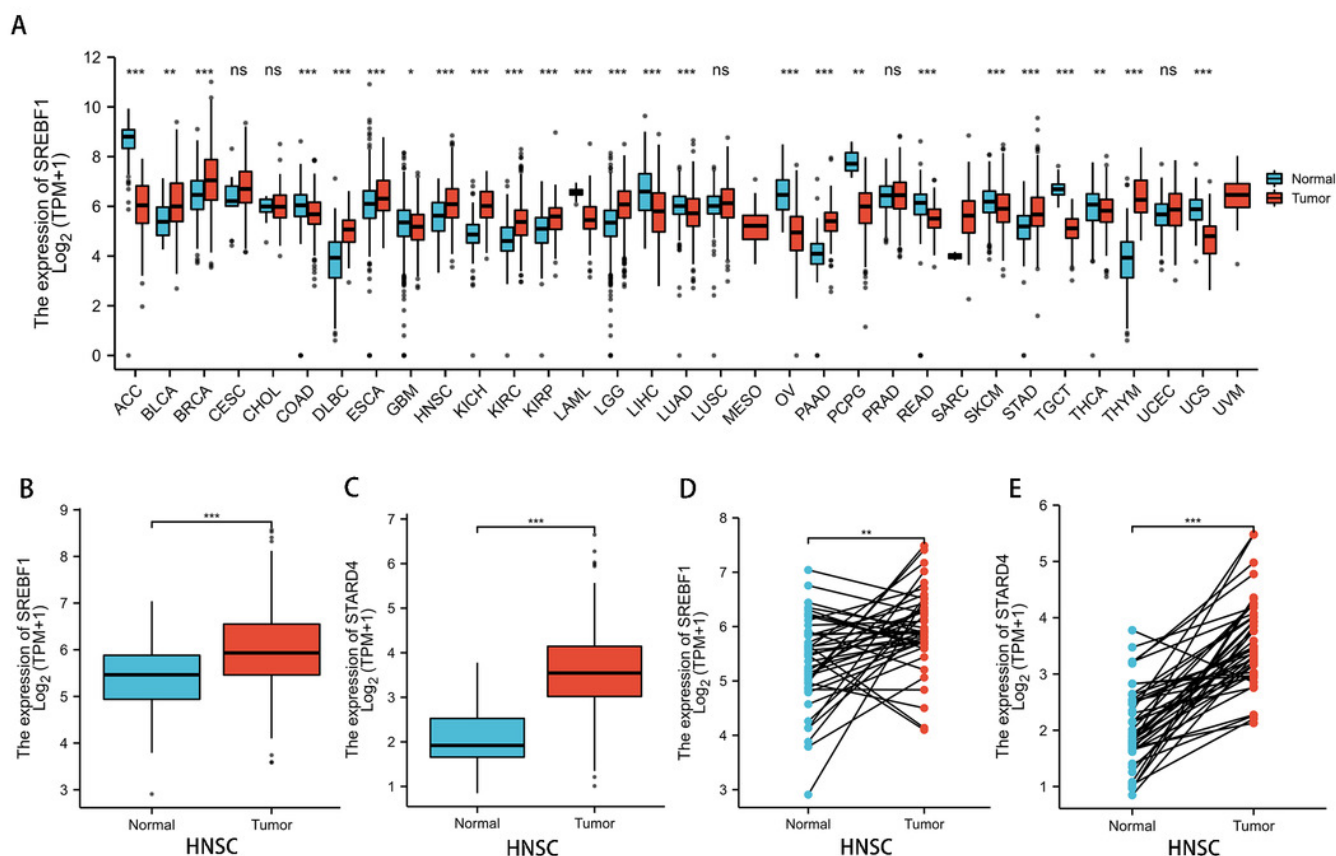 A
The expression of SREBF1
Log2 (TPM+1)
12
10
8
6
4
2
0
*** ** *** ns ns *** *** *** * *** *** *** *** *** *** *** *** ns *** *** ** ns *** *** *** *** ** *** ns ***
Normal
Tumor
ACC BLCA BRCA CESC CHOL COAD DLBC ESCA GBM HNSC KICH KIRC KIRP LAML LGG LIHC LUAD LUSC MESO OV PAAD PCPG PRAD READ SARC SKCM STAD TGCT THCA THYM UCEC UCS UVM
B
The expression of SREBF1
Log2 (TPM+1)
9
8
7
6
5
4
3
***
Normal Tumor
HNSC
C
The expression of STARD4
Log2 (TPM+1)
7
6
5
4
3
2
1
***
Normal Tumor
HNSC
D
The expression of SREBF1
Log2 (TPM+1)
8
7
6
5
4
3
**
Normal Tumor
HNSC
E
The expression of STARD4
Log2 (TPM+1)
6
5
4
3
2
1
***
Normal Tumor
HNSC